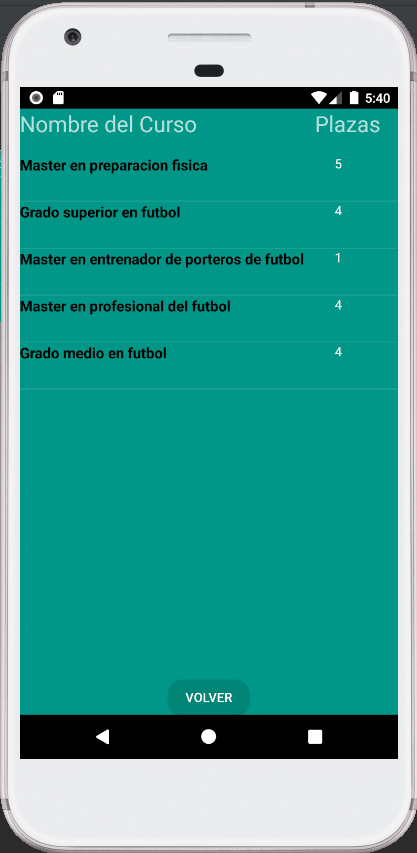 5:40
Nombre del Curso Plazas
Master en preparacion fisica 5
Grado superior en futbol 4
Master en entrenador de porteros de futbol 1
Master en profesional del futbol 4
Grado medio en futbol 4
VOLVER